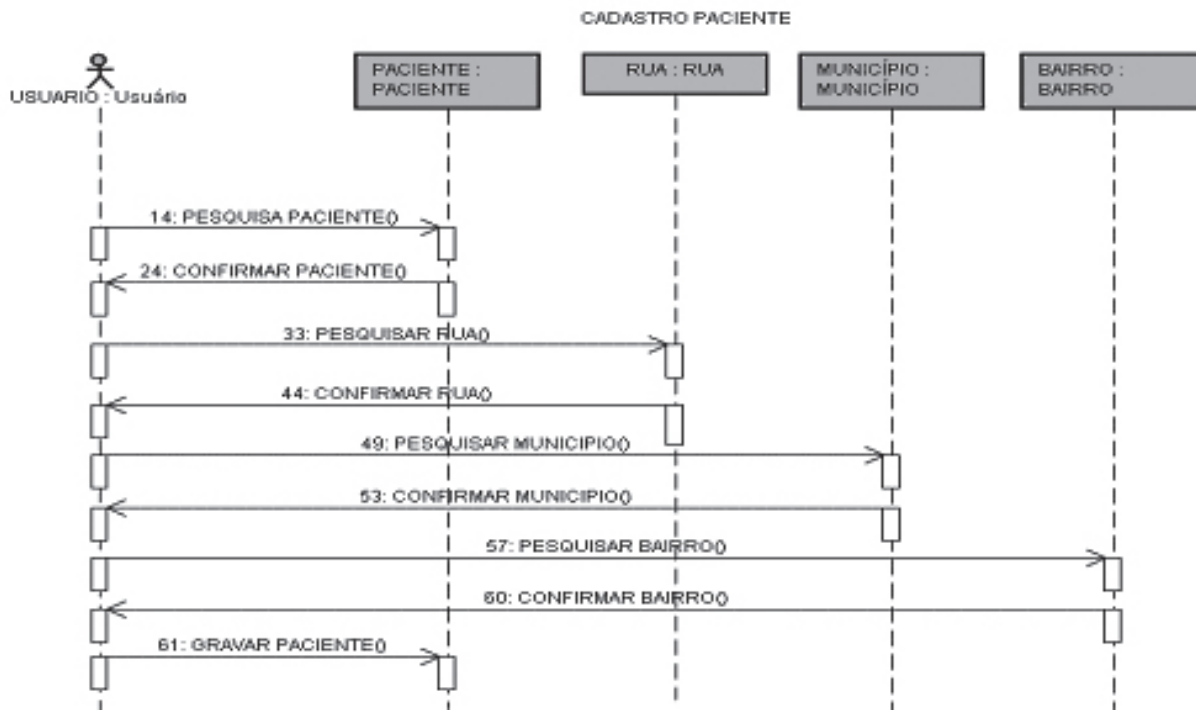 CADASTRO PACIENTE
USUARIO : Usuário
PACIENTE :
PACIENTE
RUA : RUA
MUNICÍPIO :
MUNICÍPIO
BAIRRO :
BAIRRO
14: PESQUISA PACIENTE()
24: CONFIRMAR PACIENTE()
33: PESQUISAR RUA()
44: CONFIRMAR RUA()
49: PESQUISAR MUNICIPIO()
53: CONFIRMAR MUNICIPIO()
57: PESQUISAR BAIRRO()
60: CONFIRMAR BAIRRO()
61: GRAVAR PACIENTE()